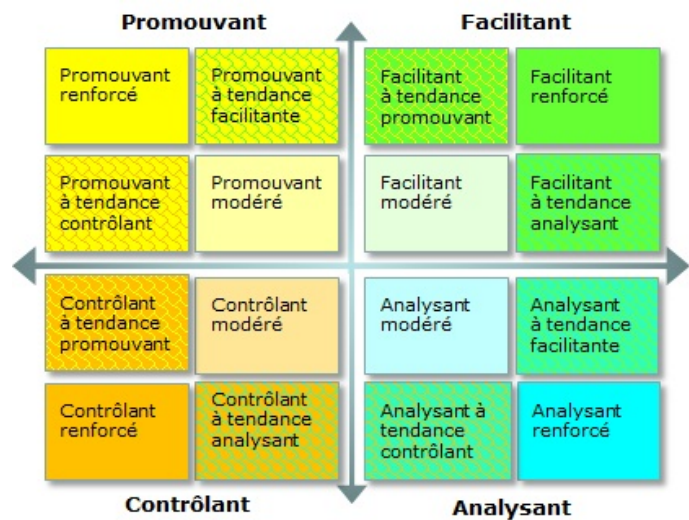 Promouvant
Facilitant
Promouvant
renforcé
Promouvant
à tendance
facilitante
Facilitant
à tendance
promouvant
Facilitant
renforcé
Promouvant
à tendance
contrôlant
Promouvant
modéré
Facilitant
modéré
Facilitant
à tendance
analysant
Contrôlant
à tendance
promouvant
Contrôlant
modéré
Analysant
modéré
Analysant
à tendance
facilitante
Contrôlant
renforcé
Contrôlant
à tendance
analysant
Analysant à
tendance
contrôlant
Analysant
renforcé
Contrôlant
Analysant